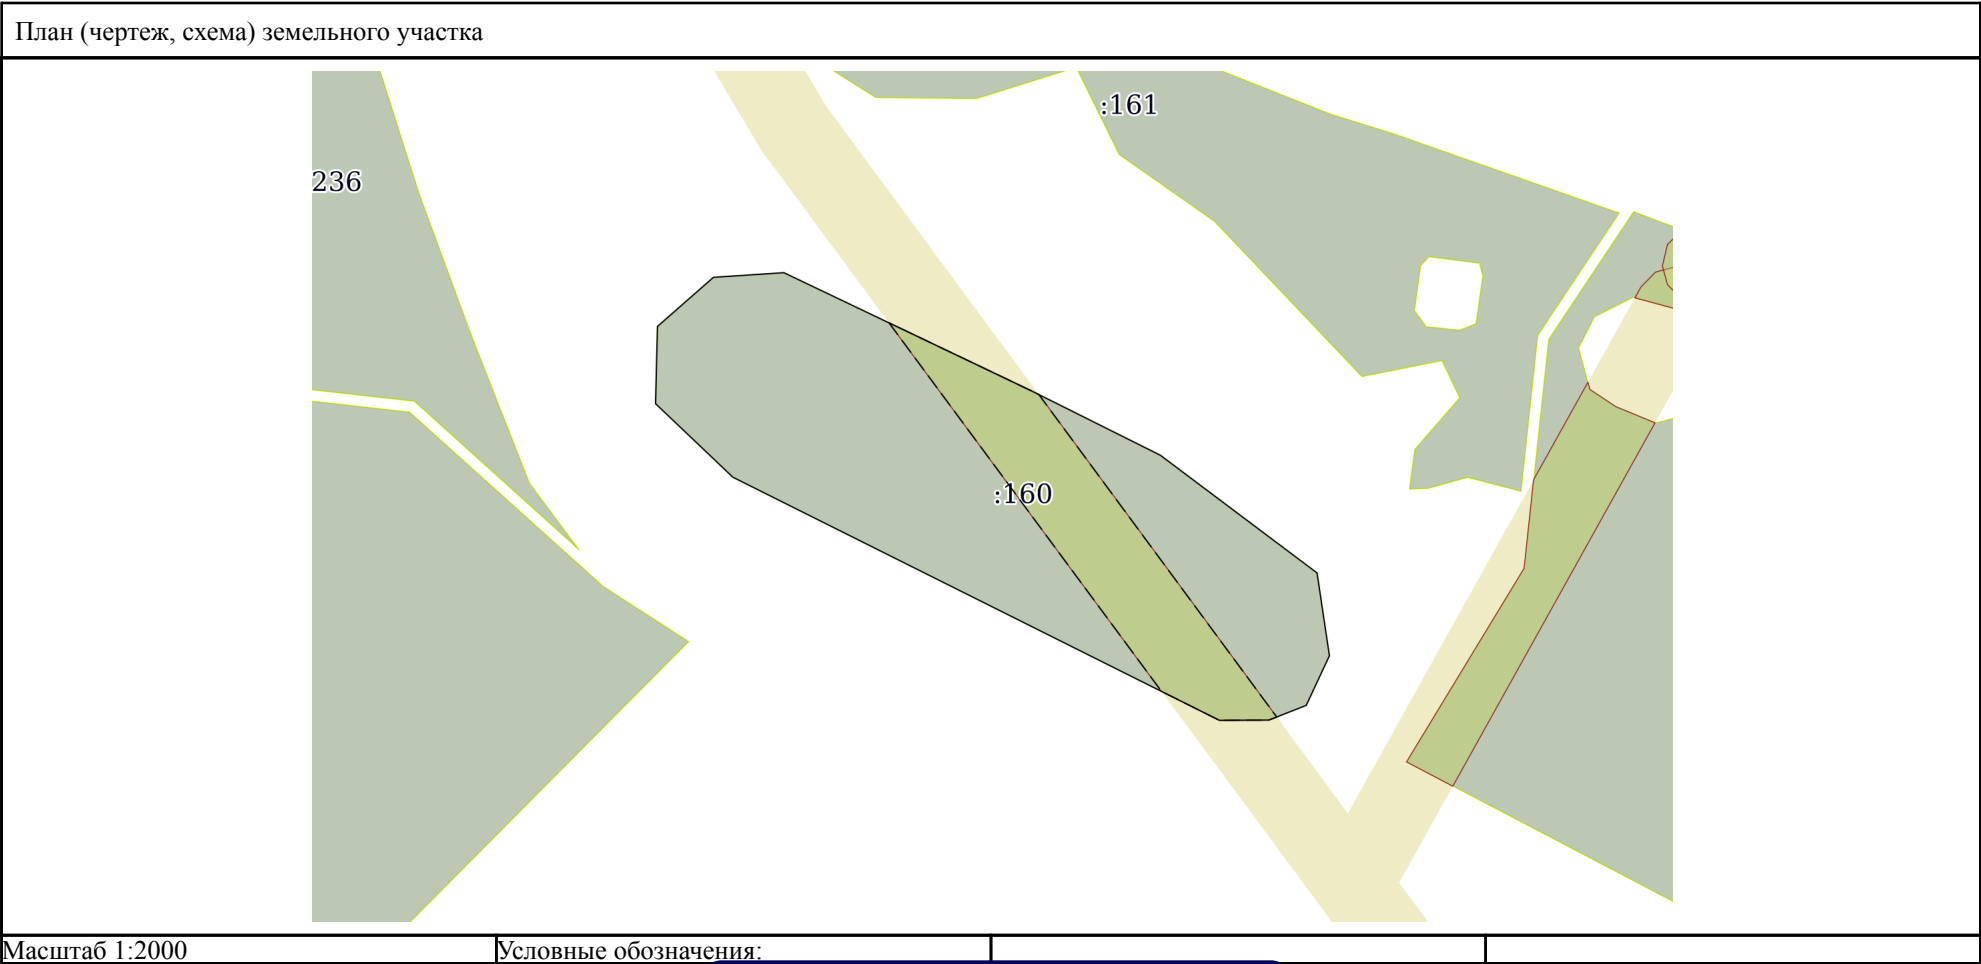 План (чертеж, схема) земельного участка
:161
236
:160
Масштаб 1:2000
Условные обозначения: